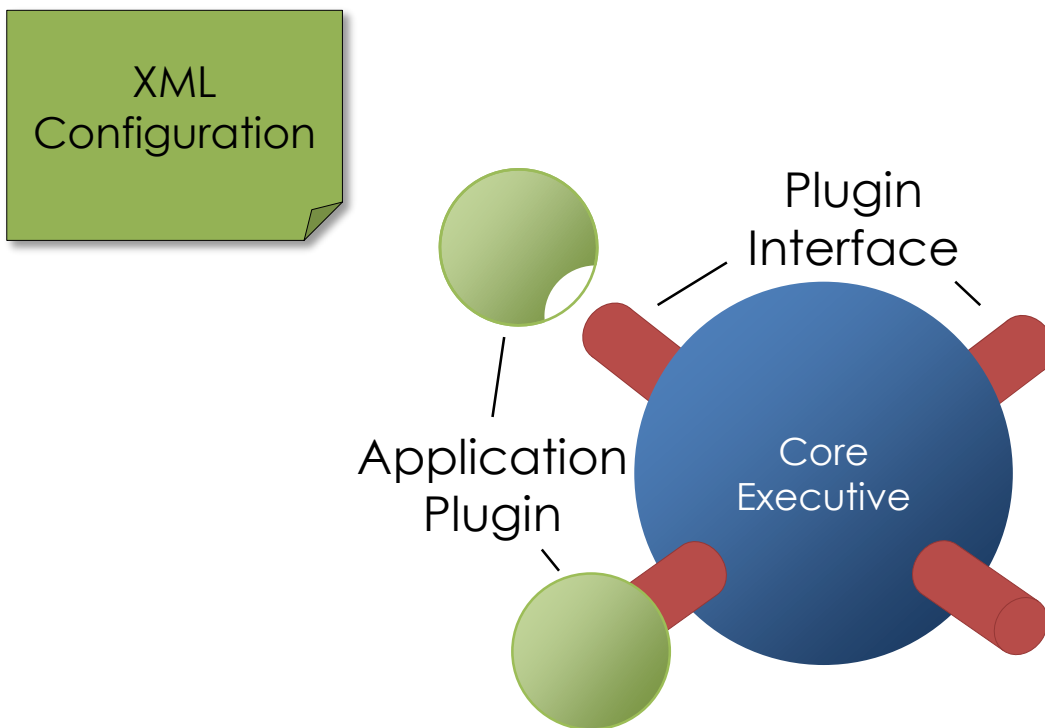 XML
Configuration
Plugin
Interface
Application
Plugin
Core
Executive